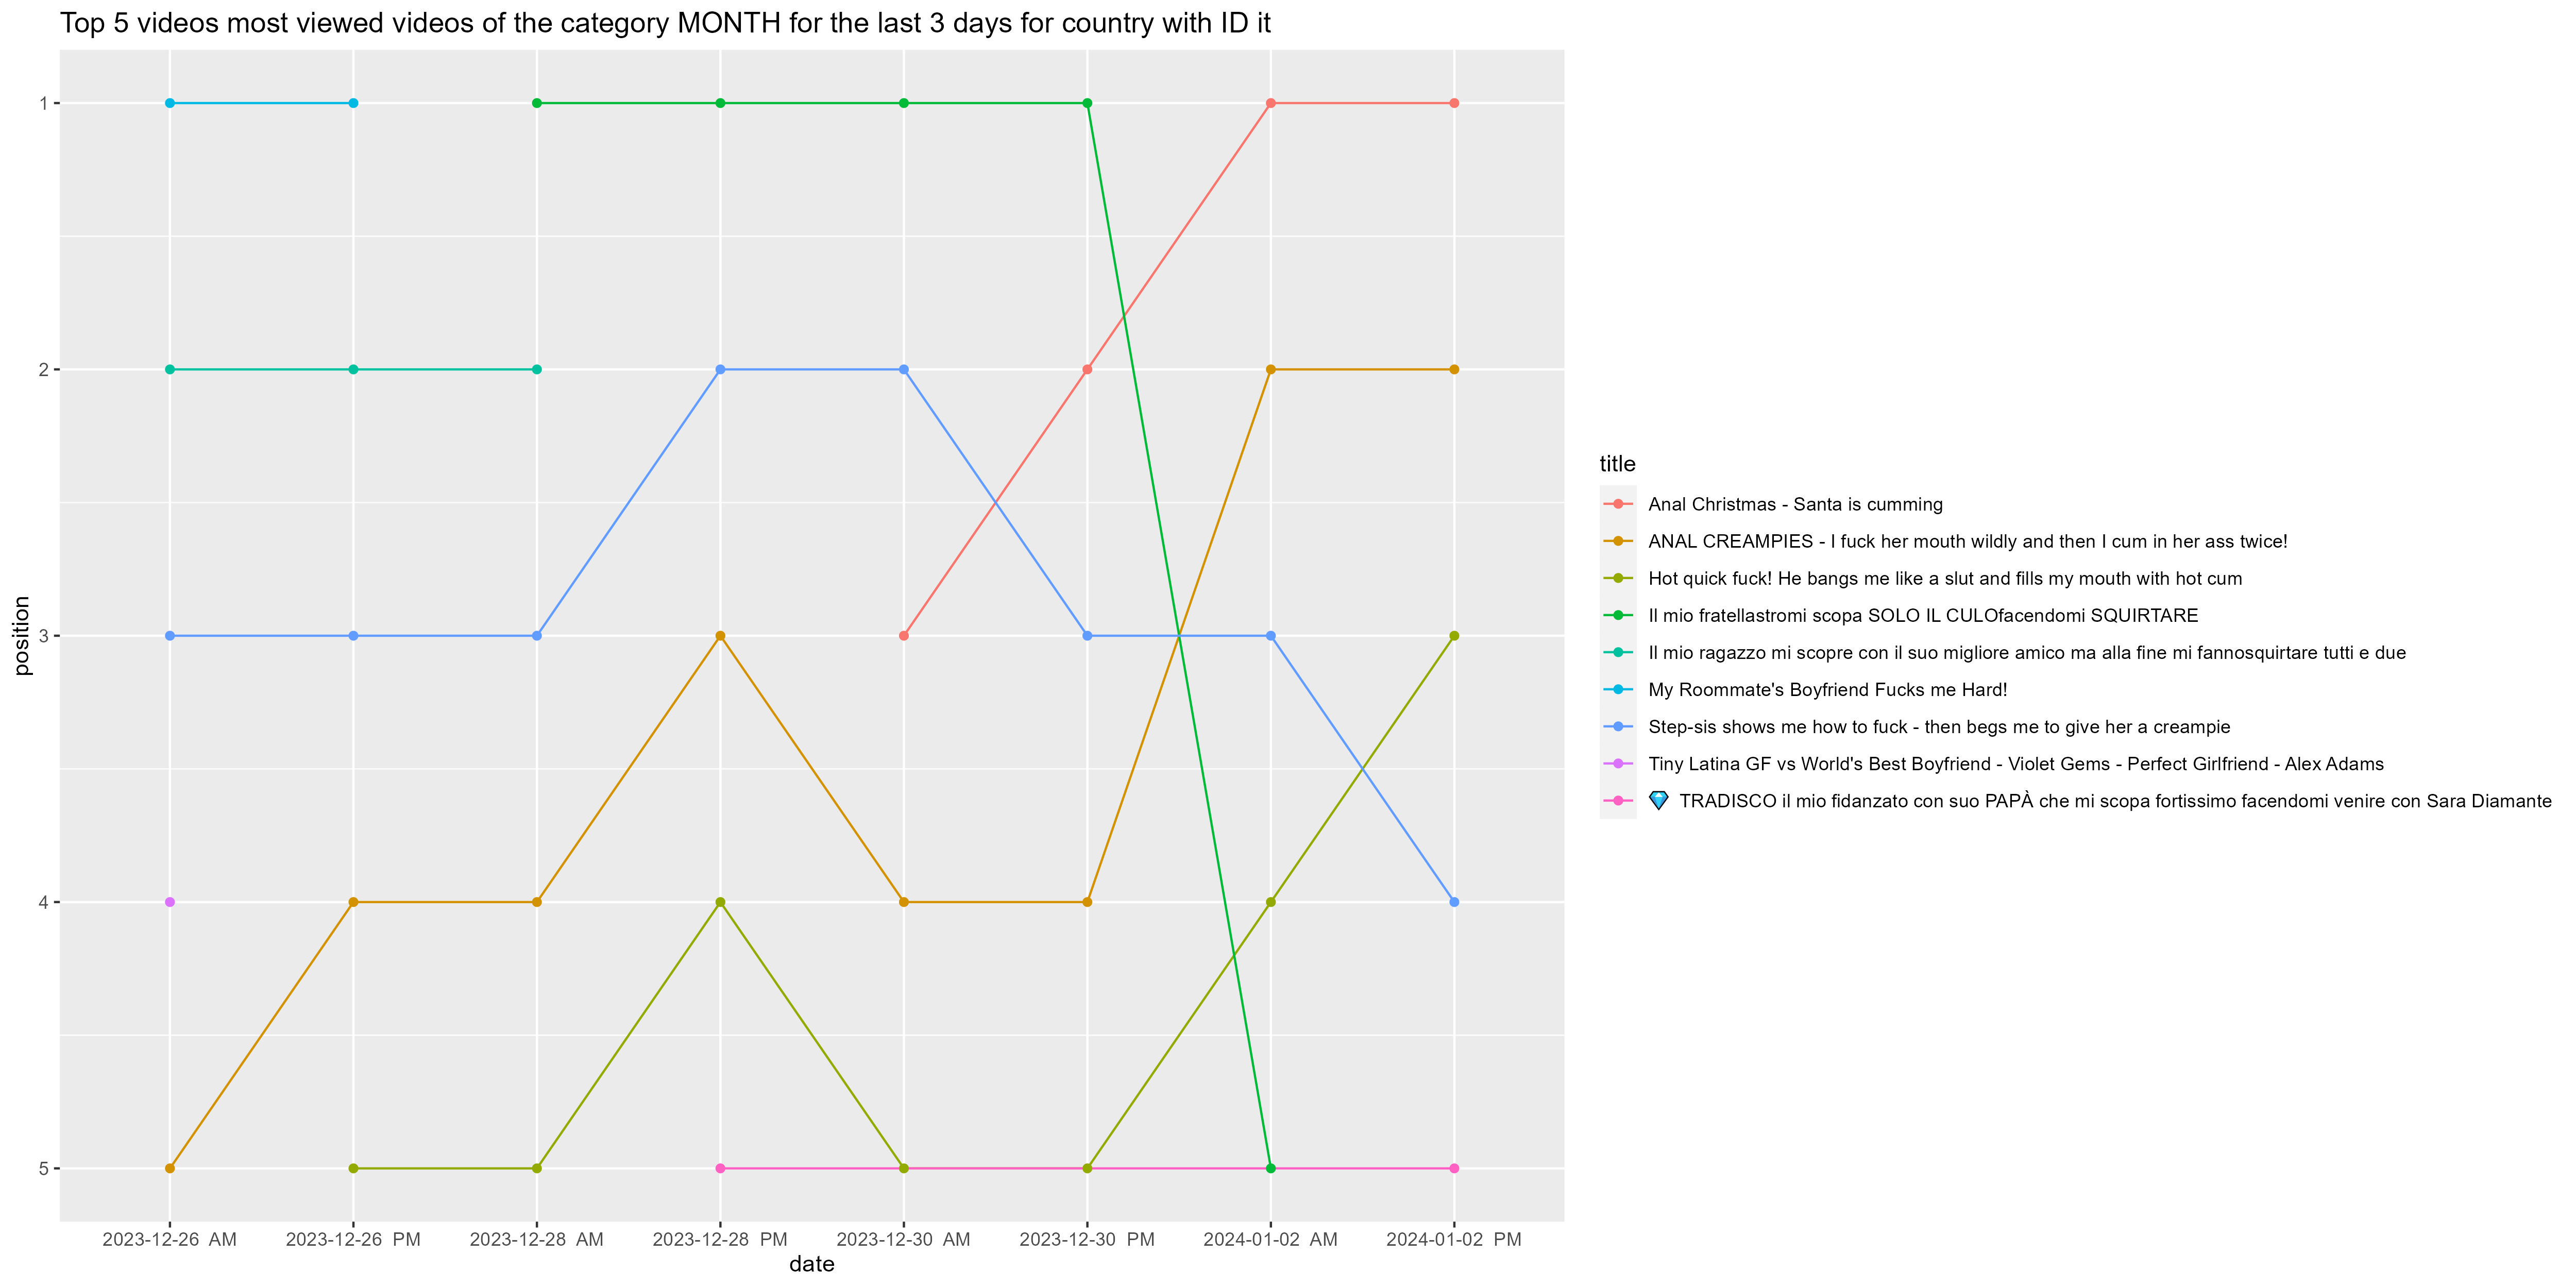 Top 5 videos most viewed videos of the category MONTH for the last 3 days for country with ID it
position
1
2
3
4
5
2023-12-26 AM
2023-12-26 PM
2023-12-28 AM
2023-12-28 PM
2023-12-30 AM
2023-12-30 PM
2024-01-02 AM
2024-01-02 PM
date
title
Anal Christmas - Santa is cumming
ANAL CREAMPIES - I fuck her mouth wildly and then I cum in her ass twice!
Hot quick fuck! He bangs me like a slut and fills my mouth with hot cum
Il mio fratellastromi scopa SOLO IL CULOfacendomi SQUIRTARE
Il mio ragazzo mi scopre con il suo migliore amico ma alla fine mi fannosquirtare tutti e due
My Roommate's Boyfriend Fucks me Hard!
Step-sis shows me how to fuck - then begs me to give her a creampie
Tiny Latina GF vs World's Best Boyfriend - Violet Gems - Perfect Girlfriend - Alex Adams
💎 TRADISCO il mio fidanzato con suo PAPÀ che mi scopa fortissimo facendomi venire con Sara Diamante